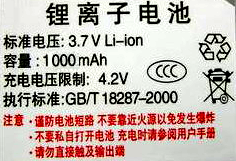 锂离子电池
标准电压: 3.7V Li-ion
容量: 1000mAh
充电电压限制: 4.2V
执行标准: GB/T 18287-2000
注意 • 谨防电池短路 不要靠近火源以免发生爆炸
• 不要私自打开电池 充电时请参阅用户手册
• 请勿直接触及输出端